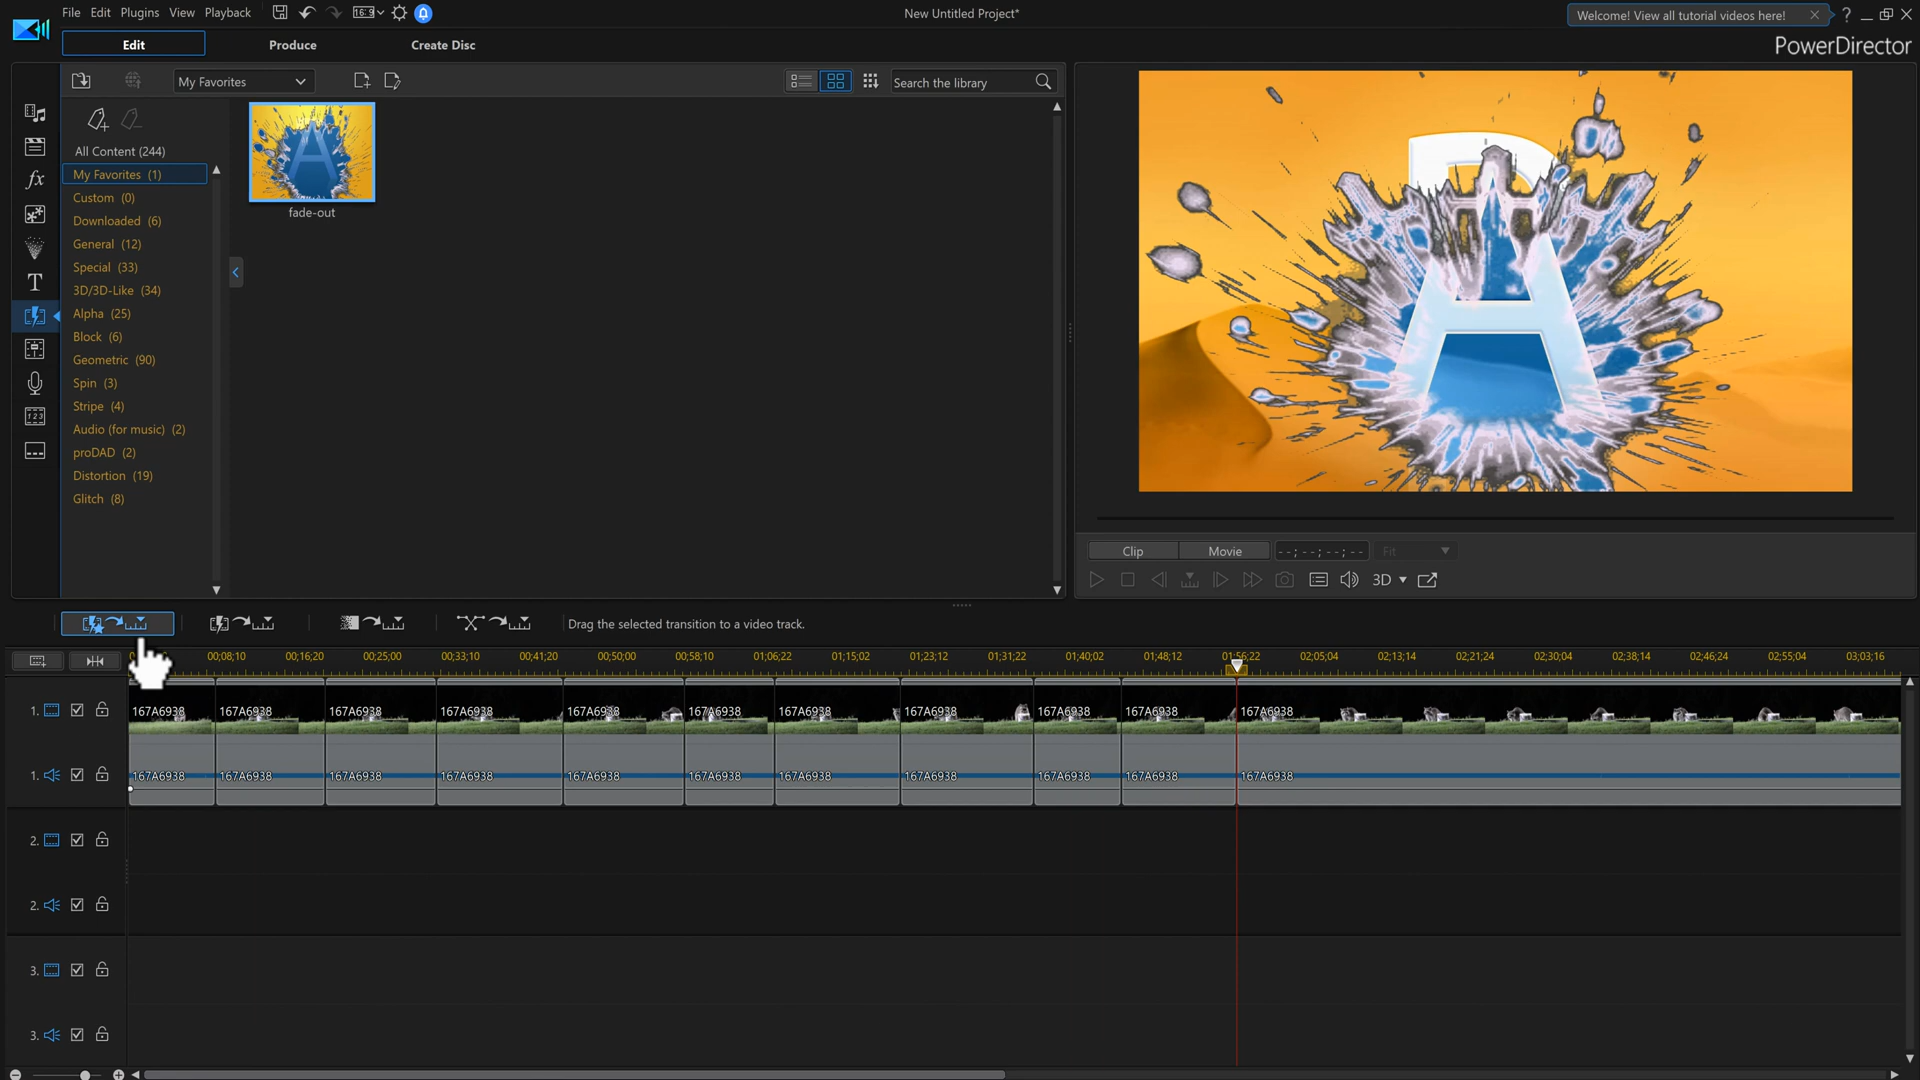 File Edit Plugins View Playback
16:9
New Untitled Project*
Welcome! View all tutorial videos here!
?
Edit Produce Create Disc
PowerDirector
My Favorites
Search the library
fx
T
All Content (244)
My Favorites (1)
Custom (0)
Downloaded (6)
General (12)
Special (33)
3D/3D-Like (34)
Alpha (25)
Block (6)
Geometric (90)
Spin (3)
Stripe (4)
Audio (for music) (2)
proDAD (2)
Distortion (19)
Glitch (8)
A
fade-out
A
Clip Movie --;--;--;-- Fit
3D
Drag the selected transition to a video track.
00;08;10 00;16;20 00;25;00 00;33;10 00;41;20 00;50;00 00;58;10 01;06;22 01;15;02 01;23;12 01;31;22 01;40;02 01;48;12 01;56;22 02;05;04 02;13;14 02;21;24 02;30;04 02;38;14 02;46;24 02;55;04 03;03;16
1. 167A6938 167A6938 167A6938 167A6938 167A6938 167A6938 167A6938 167A6938 167A6938 167A6938 167A6938
1. 167A6938 167A6938 167A6938 167A6938 167A6938 167A6938 167A6938 167A6938 167A6938 167A6938 167A6938
2.
2.
3.
3.